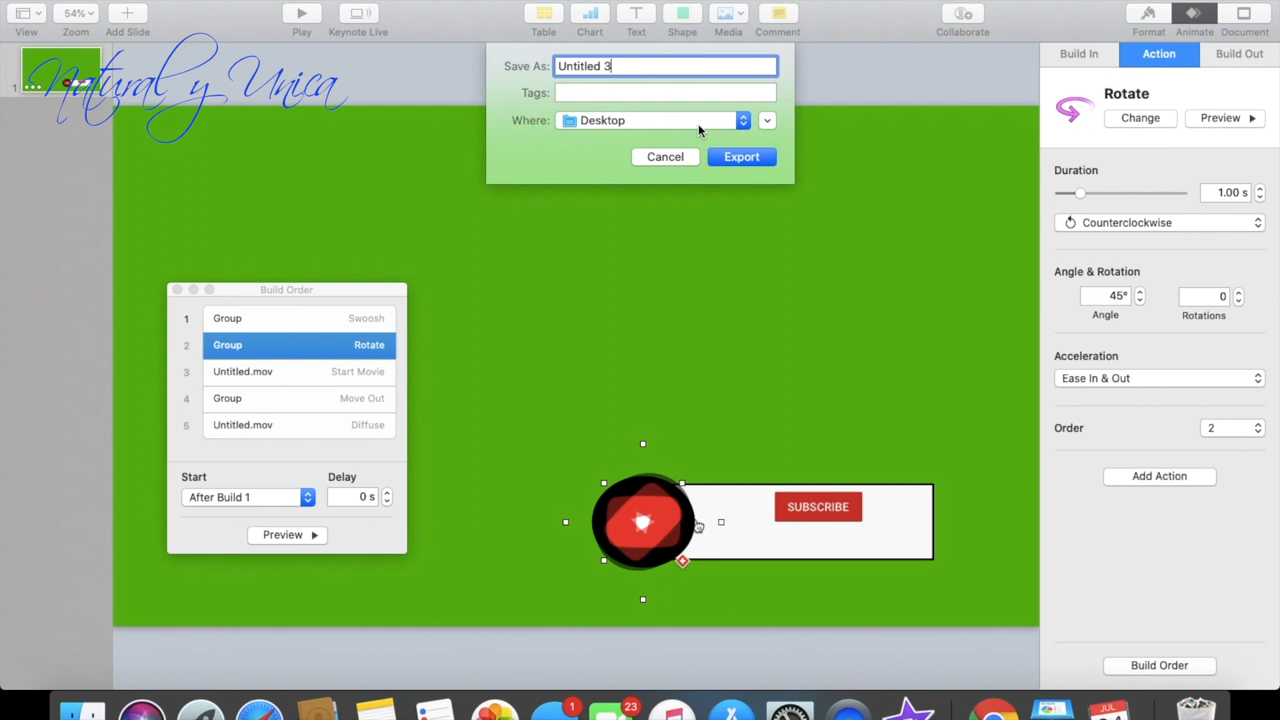 View
54%
Zoom
Add Slide
Play
Keynote Live
Table
Chart
Text
Shape
Media
Comment
Collaborate
Format
Animate
Document
Natural y Unica
1
Save As: Untitled 3
Tags:
Where: Desktop
Cancel
Export
Build In
Action
Build Out
Rotate
Change
Preview
Duration
1.00 s
Counterclockwise
Angle & Rotation
45°
0
Angle
Rotations
Acceleration
Ease In & Out
Order
2
Add Action
Build Order
Build Order
1 Group Swoosh
2 Group Rotate
3 Untitled.mov Start Movie
4 Group Move Out
5 Untitled.mov Diffuse
Start
Delay
After Build 1
0 s
Preview
SUBSCRIBE
1
23
JUL